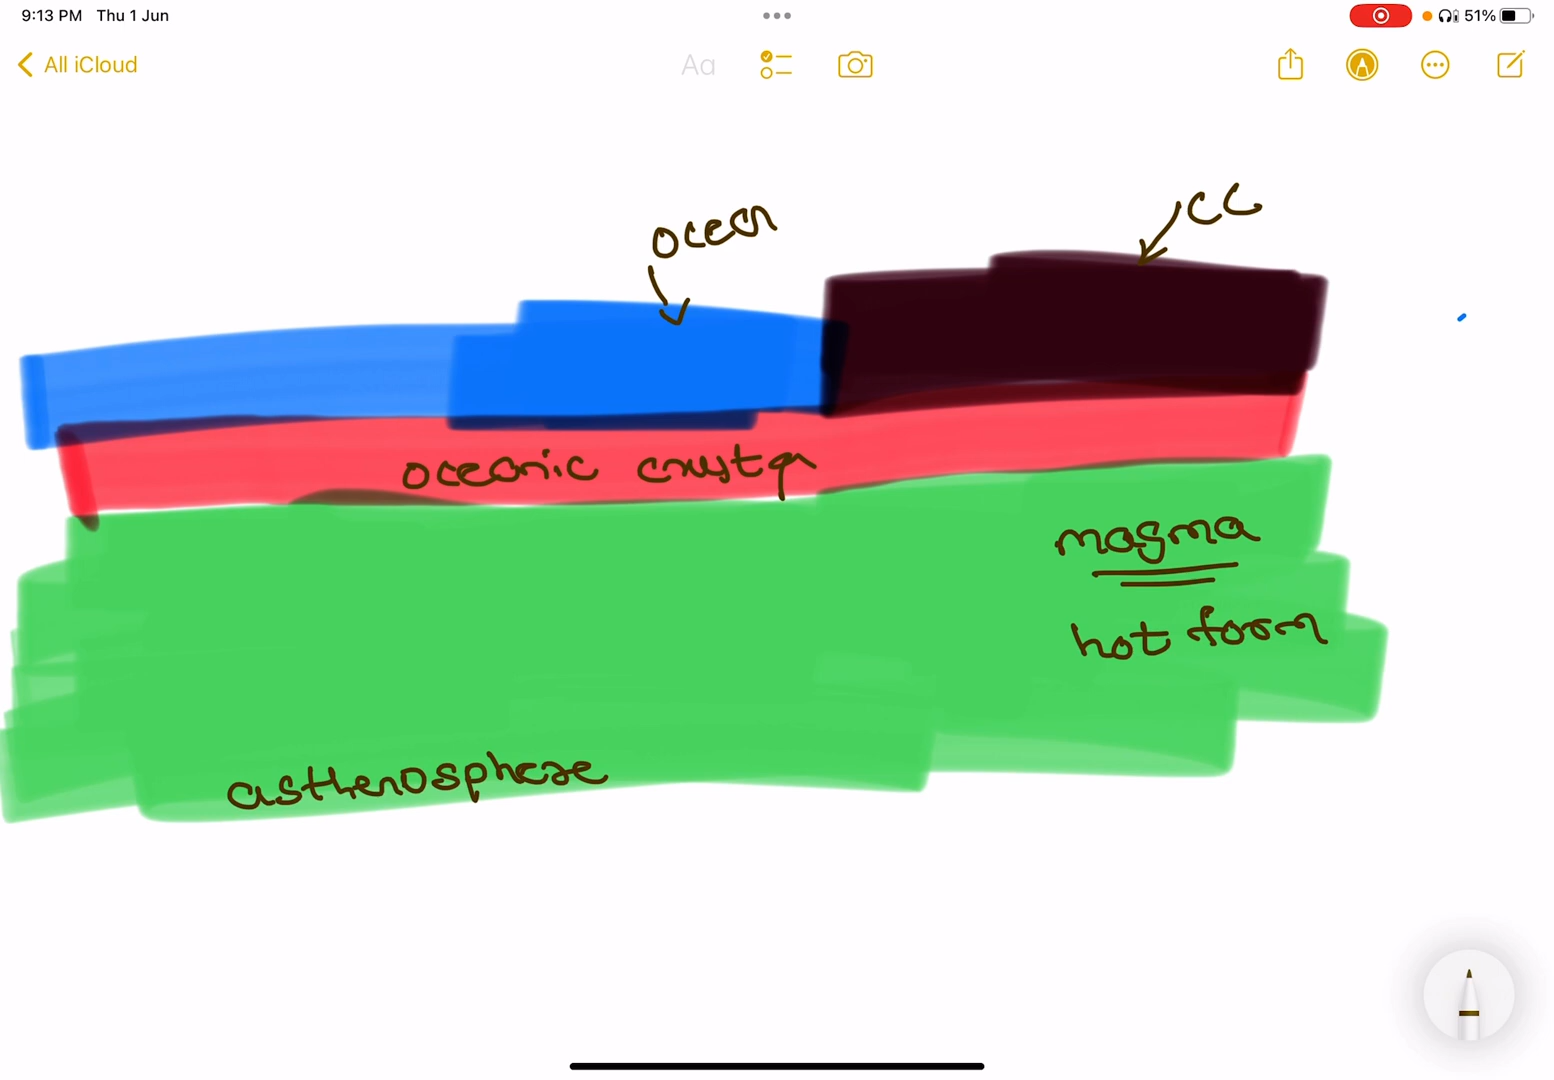 9:13 PM Thu 1 Jun
51%
All iCloud
Aa
ocean
CC
oceanic crust
magma
hot form
asthenosphere